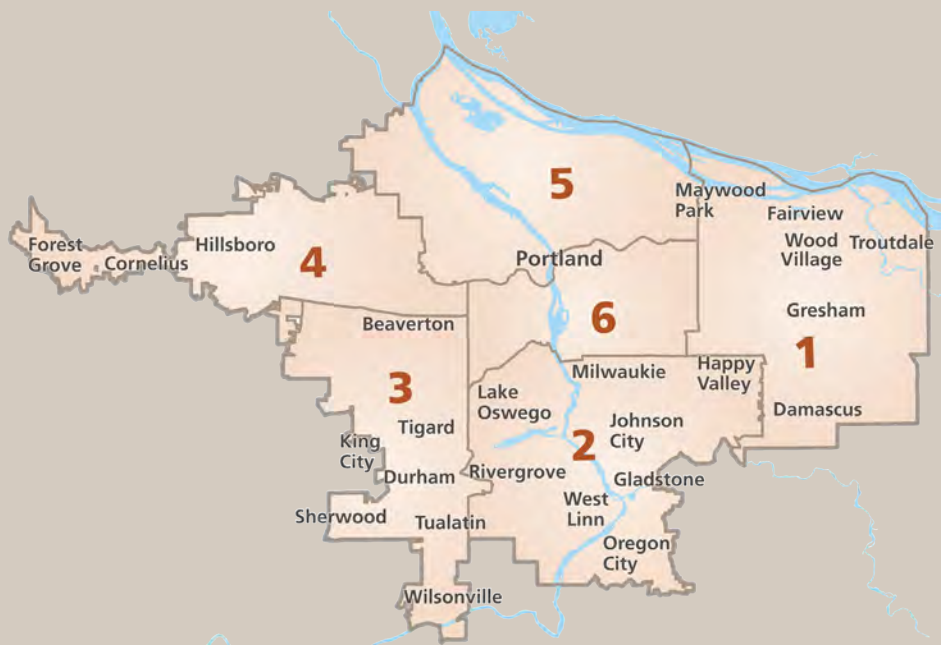 5
Maywood
Park
Fairview
Wood
Village
Troutdale
Forest
Grove
Cornelius
Hillsboro
4
Portland
Gresham
6
1
Beaverton
Milwaukie
Happy
Valley
3
Lake
Oswego
Damascus
Tigard
Johnson
City
King
City
2
Durham
Rivergrove
Gladstone
West
Linn
Sherwood
Tualatin
Oregon
City
Wilsonville